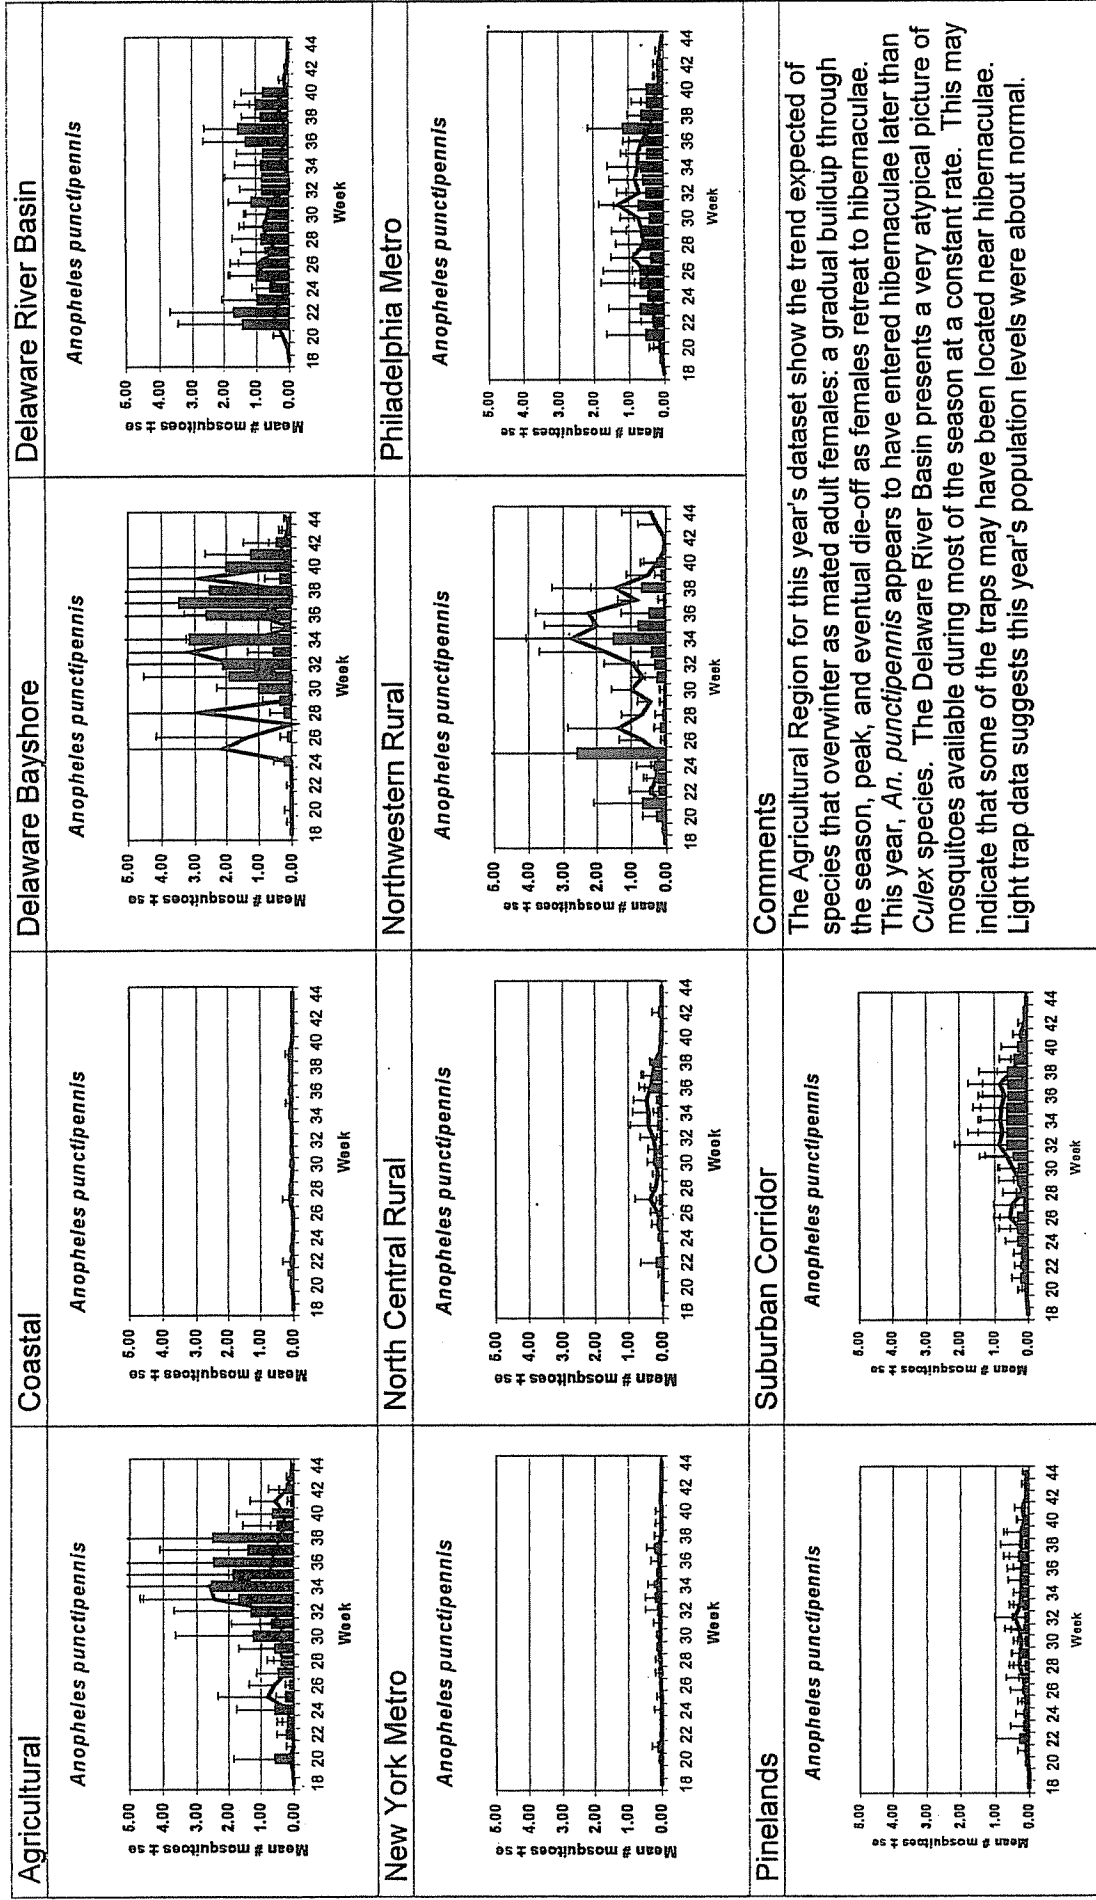 Agricultural
Anopheles punctipennis
Mean # mosquitoes ± se
5.00
4.00
3.00
2.00
1.00
0.00
18 20 22 24 26 28 30 32 34 36 38 40 42 44
Week
Coastal
Anopheles punctipennis
Mean # mosquitoes ± se
5.00
4.00
3.00
2.00
1.00
0.00
18 20 22 24 26 28 30 32 34 36 38 40 42 44
Week
Delaware Bayshore
Anopheles punctipennis
Mean # mosquitoes ± se
5.00
4.00
3.00
2.00
1.00
0.00
18 20 22 24 26 28 30 32 34 36 38 40 42 44
Week
Delaware River Basin
Anopheles punctipennis
Mean # mosquitoes ± se
5.00
4.00
3.00
2.00
1.00
0.00
18 20 22 24 26 28 30 32 34 36 38 40 42 44
Week
New York Metro
Anopheles punctipennis
Mean # mosquitoes ± se
5.00
4.00
3.00
2.00
1.00
0.00
18 20 22 24 26 28 30 32 34 36 38 40 42 44
Week
North Central Rural
Anopheles punctipennis
Mean # mosquitoes ± se
5.00
4.00
3.00
2.00
1.00
0.00
18 20 22 24 26 28 30 32 34 36 38 40 42 44
Week
Northwestern Rural
Anopheles punctipennis
Mean # mosquitoes ± se
5.00
4.00
3.00
2.00
1.00
0.00
18 20 22 24 26 28 30 32 34 36 38 40 42 44
Week
Philadelphia Metro
Anopheles punctipennis
Mean # mosquitoes ± se
5.00
4.00
3.00
2.00
1.00
0.00
18 20 22 24 26 28 30 32 34 36 38 40 42 44
Week
Pinelands
Anopheles punctipennis
Mean # mosquitoes ± se
5.00
4.00
3.00
2.00
1.00
0.00
18 20 22 24 26 28 30 32 34 36 38 40 42 44
Week
Suburban Corridor
Anopheles punctipennis
Mean # mosquitoes ± se
5.00
4.00
3.00
2.00
1.00
0.00
18 20 22 24 26 28 30 32 34 36 38 40 42 44
Week
Comments
The Agricultural Region for this year's dataset show the trend expected of
species that overwinter as mated adult females: a gradual buildup through
the season, peak, and eventual die-off as females retreat to hibernaculae.
This year, An. punctipennis appears to have entered hibernaculae later than
Culex species. The Delaware River Basin presents a very atypical picture of
mosquitoes available during most of the season at a constant rate. This may
indicate that some of the traps may have been located near hibernaculae.
Light trap data suggests this year's population levels were about normal.